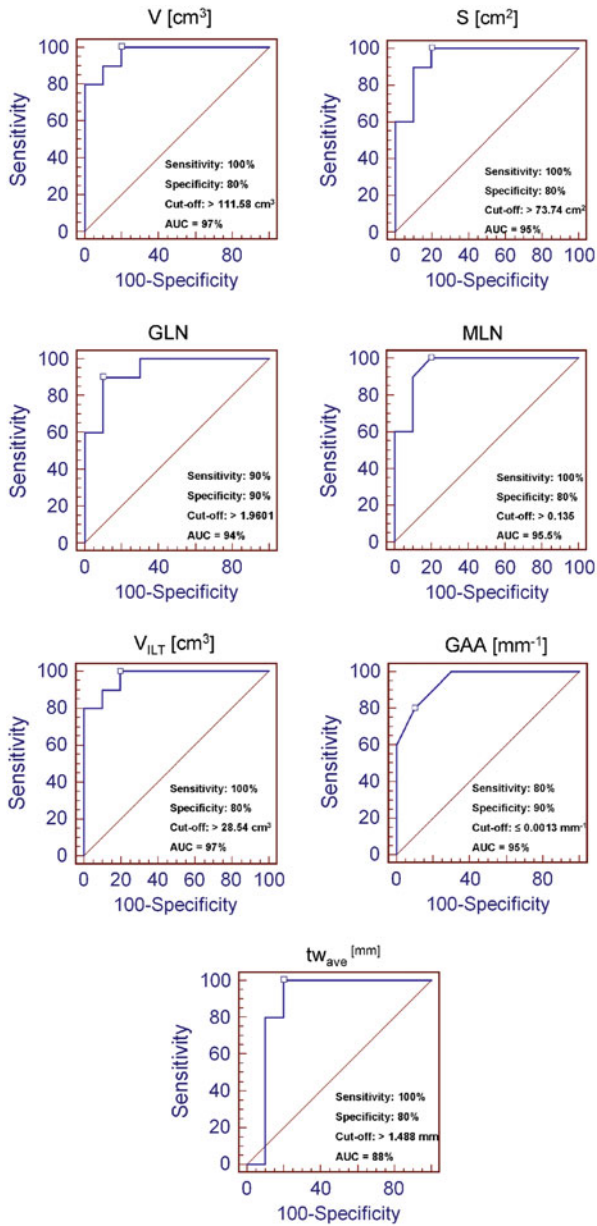 V [cm³]
Sensitivity
100
80
60
40
20
0
Sensitivity: 100%
Specificity: 80%
Cut-off: > 111.58 cm³
AUC = 97%
0 40 80
100-Specificity
S [cm²]
Sensitivity
100
80
60
40
20
0
Sensitivity: 100%
Specificity: 80%
Cut-off: > 73.74 cm²
AUC = 95%
0 20 40 60 80 100
100-Specificity
GLN
Sensitivity
100
80
60
40
20
0
Sensitivity: 90%
Specificity: 90%
Cut-off: > 1.9601
AUC = 94%
0 40 80
100-Specificity
MLN
Sensitivity
100
80
60
40
20
0
Sensitivity: 100%
Specificity: 80%
Cut-off: > 0.135
AUC = 95.5%
0 20 40 60 80 100
100-Specificity
V_ILT [cm³]
Sensitivity
100
80
60
40
20
0
Sensitivity: 100%
Specificity: 80%
Cut-off: > 28.54 cm³
AUC = 97%
0 20 40 60 80 100
100-Specificity
GAA [mm⁻¹]
Sensitivity
100
80
60
40
20
0
Sensitivity: 80%
Specificity: 90%
Cut-off: ≤ 0.0013 mm⁻¹
AUC = 95%
0 40 80
100-Specificity
tw_ave [mm]
Sensitivity
100
80
60
40
20
0
Sensitivity: 100%
Specificity: 80%
Cut-off: > 1.488 mm
AUC = 88%
0 40 80
100-Specificity